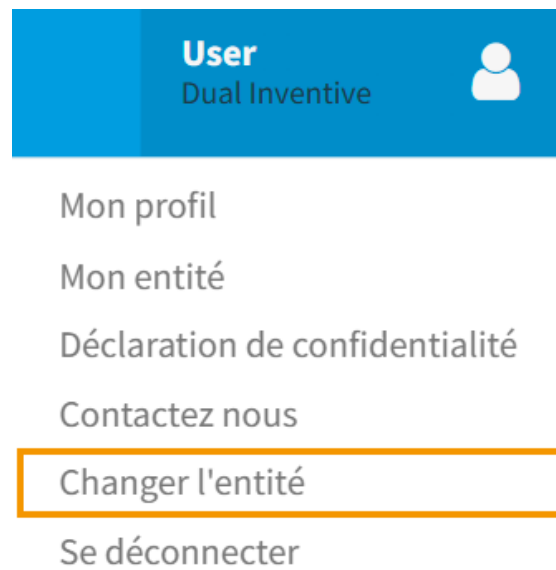 User
Dual Inventive
Mon profil
Mon entité
Déclaration de confidentialité
Contactez nous
Changer l'entité
Se déconnecter